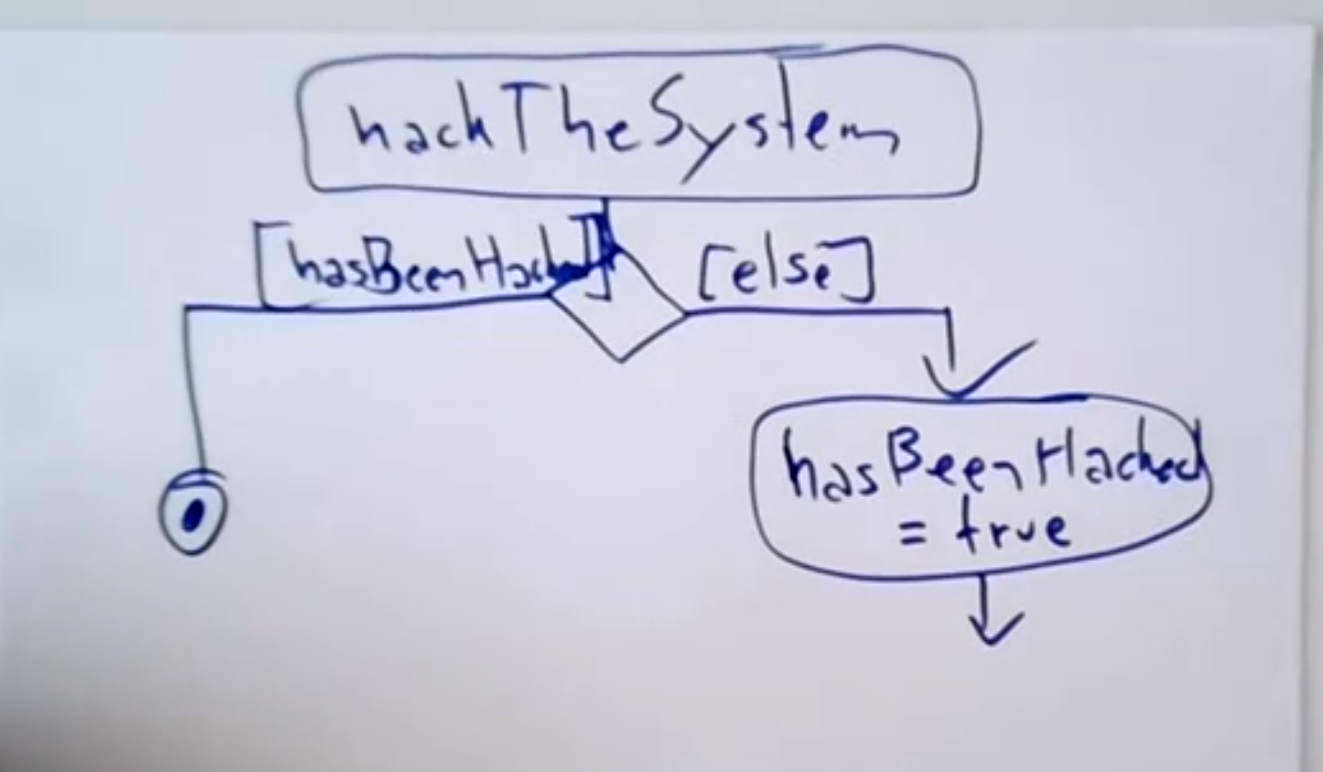 hackTheSystem
[hasBeenHacked]
[else]
hasBeenHacked
= true